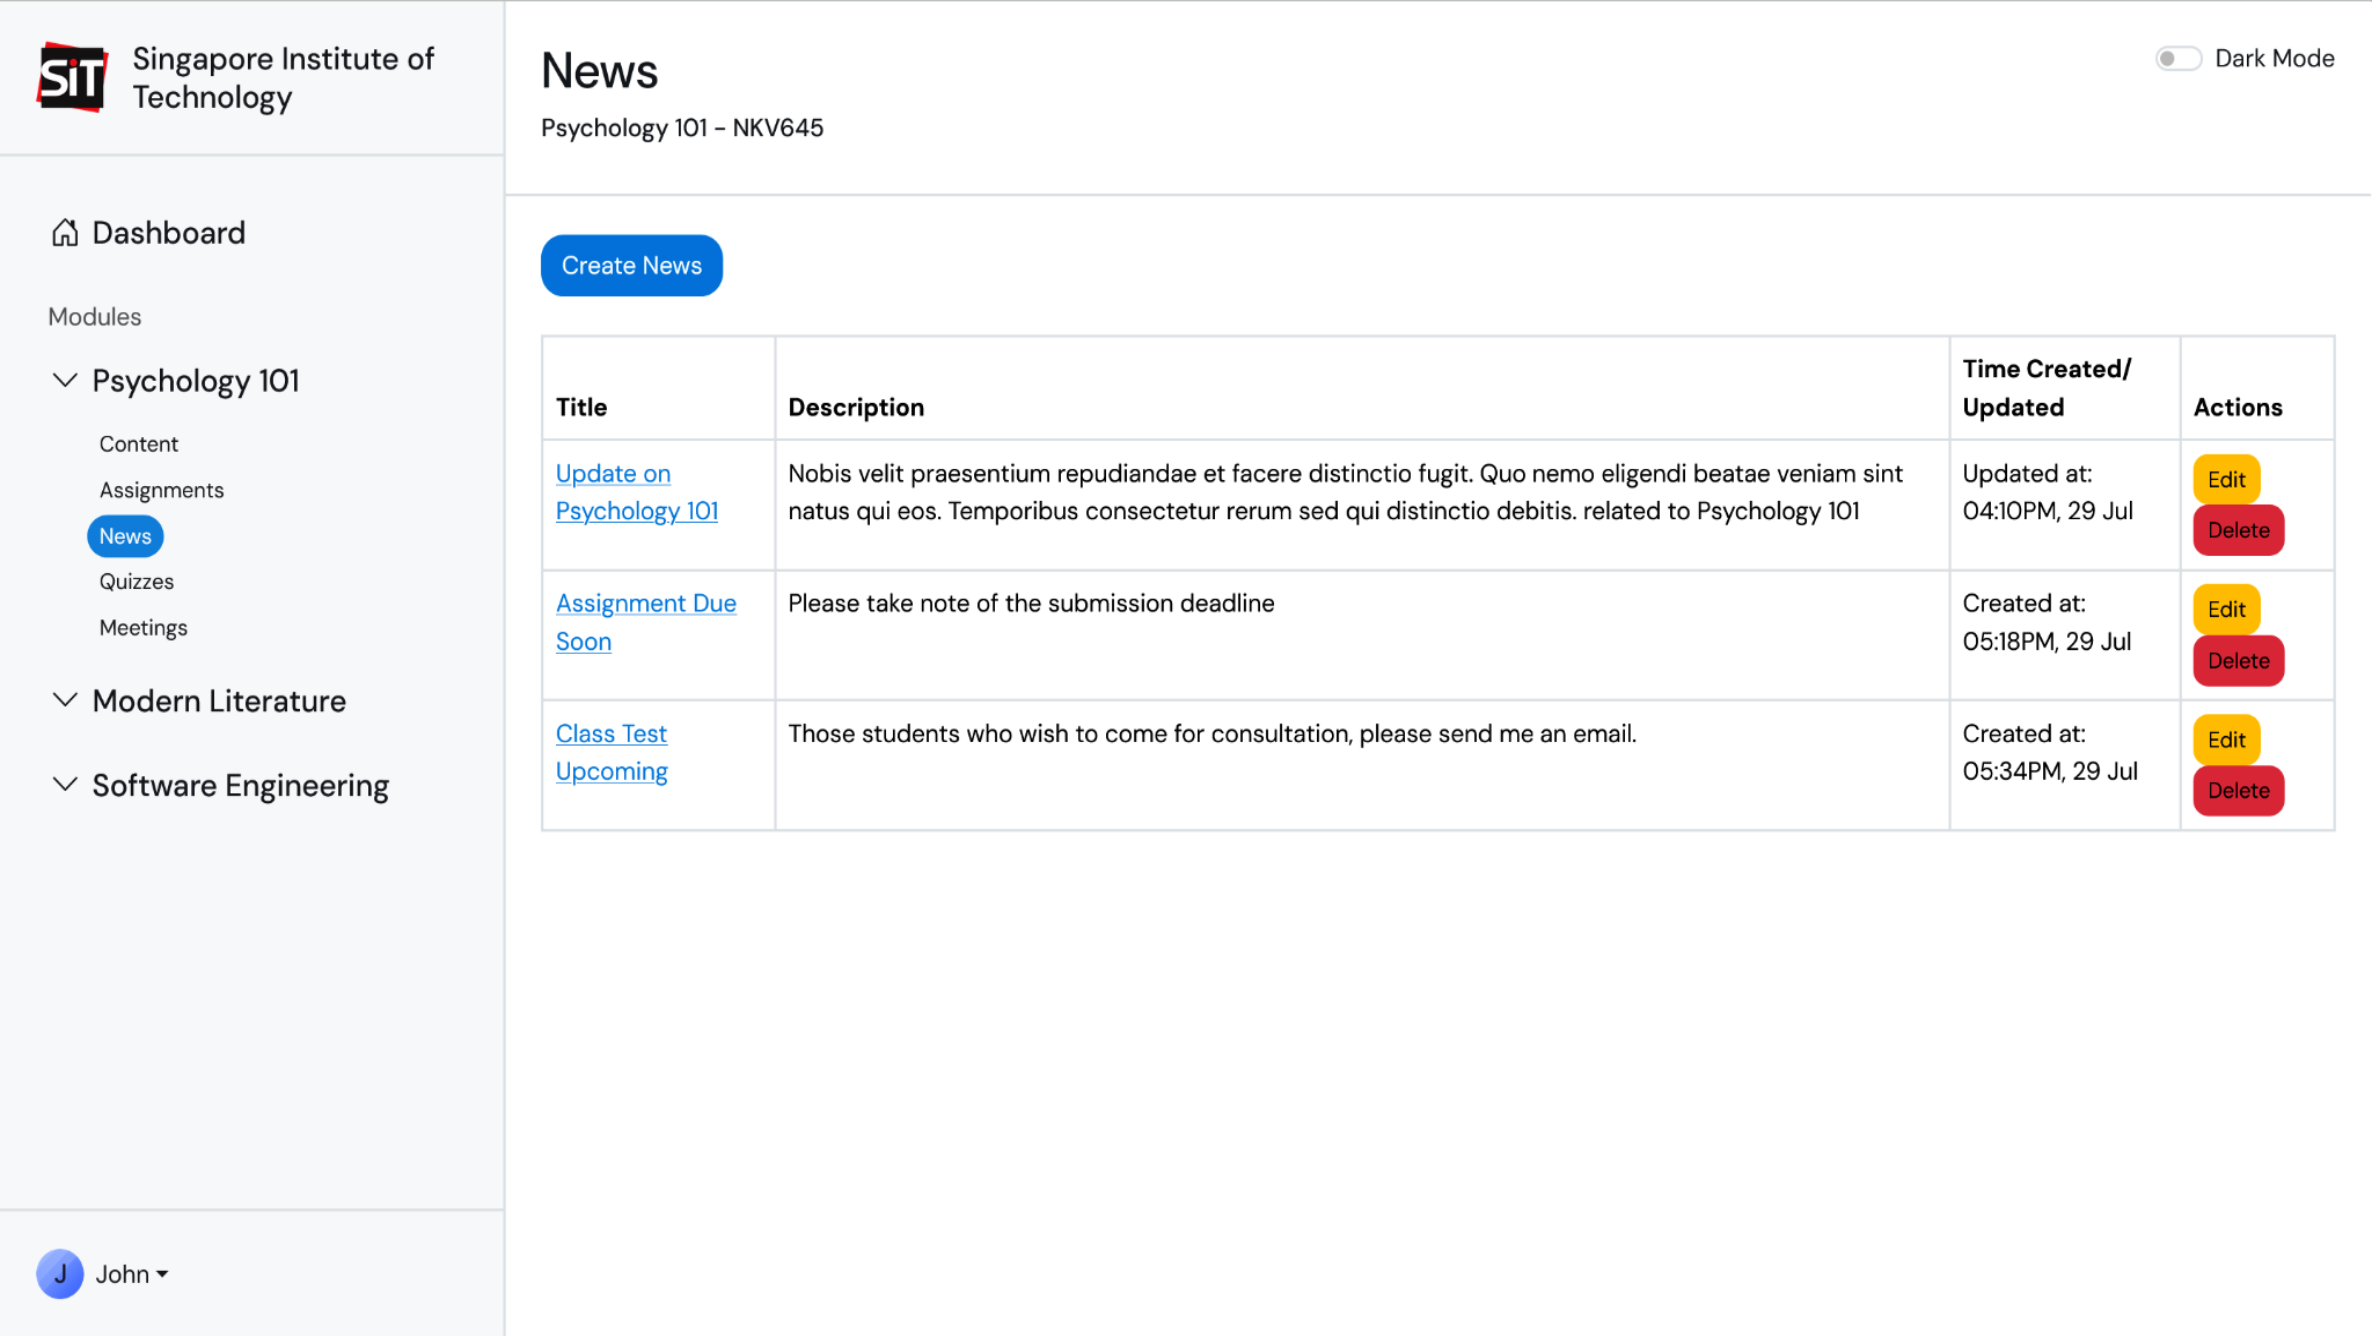 SiT
Singapore Institute of
Technology
Dashboard
Modules
Psychology 101
Content
Assignments
News
Quizzes
Meetings
Modern Literature
Software Engineering
J
John
News
Psychology 101 - NKV645
Dark Mode
Create News
Title
Description
Time Created/
Updated
Actions
Update on
Psychology 101
Nobis velit praesentium repudiandae et facere distinctio fugit. Quo nemo eligendi beatae veniam sint
natus qui eos. Temporibus consectetur rerum sed qui distinctio debitis. related to Psychology 101
Updated at:
04:10PM, 29 Jul
Edit
Delete
Assignment Due
Soon
Please take note of the submission deadline
Created at:
05:18PM, 29 Jul
Edit
Delete
Class Test
Upcoming
Those students who wish to come for consultation, please send me an email.
Created at:
05:34PM, 29 Jul
Edit
Delete